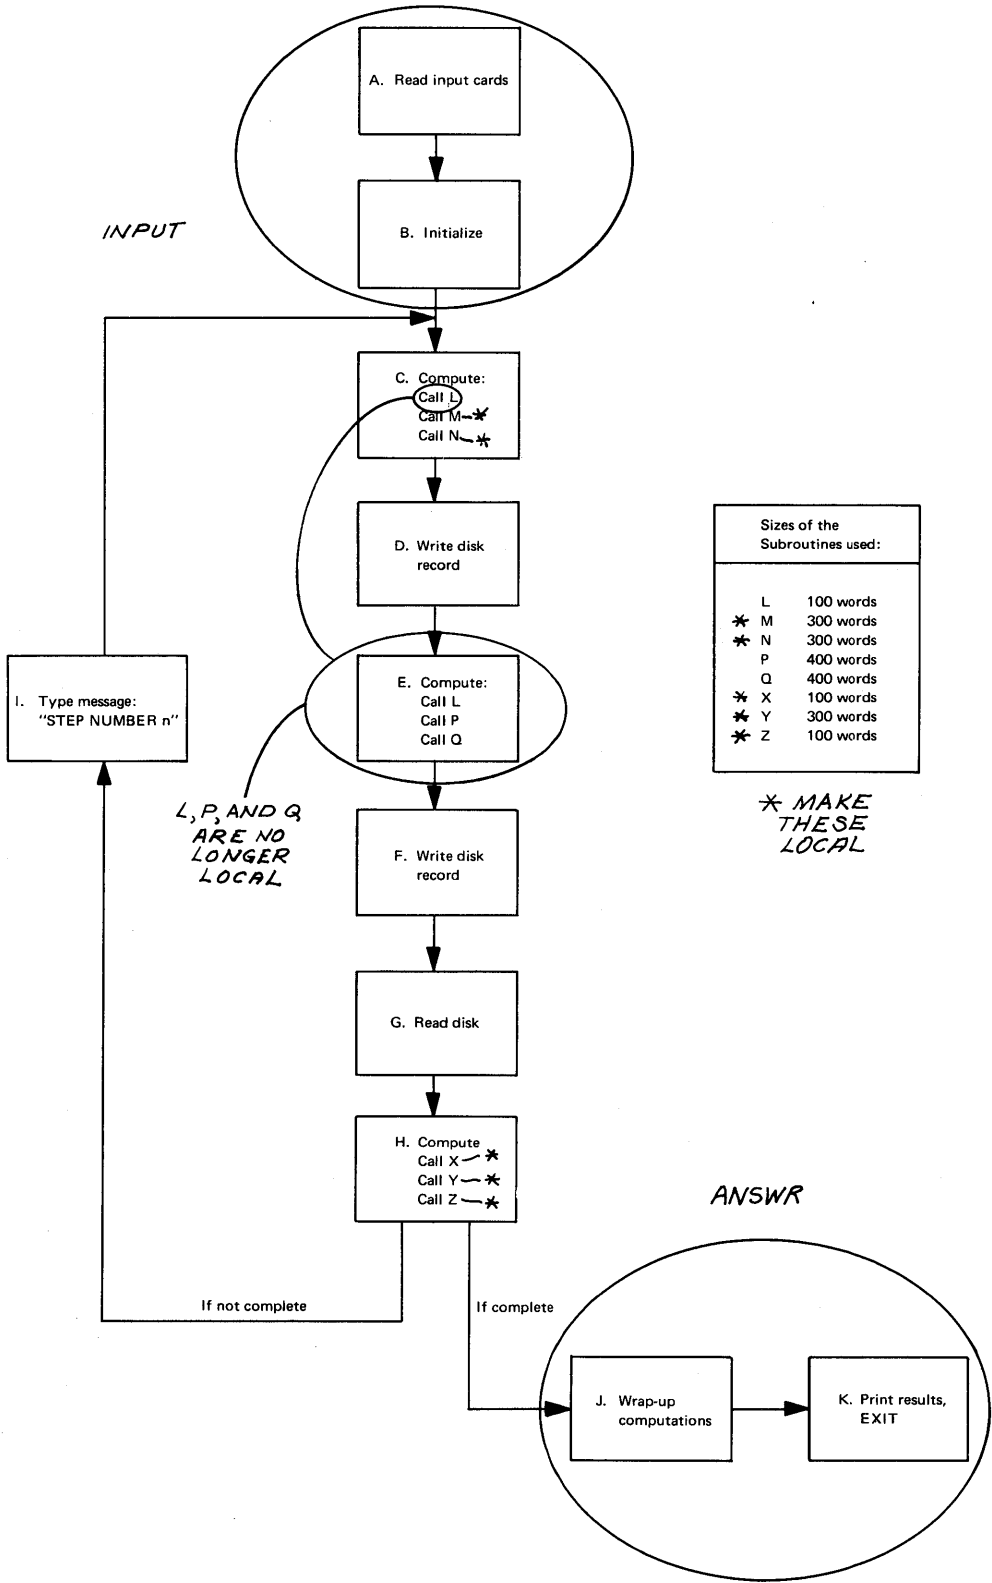 A. Read input cards
INPUT
B. Initialize
C. Compute:
Call L
Call M *
Call N *
D. Write disk
record
Sizes of the
Subroutines used:
L 100 words
* M 300 words
* N 300 words
P 400 words
Q 400 words
* X 100 words
* Y 300 words
* Z 100 words
* MAKE
THESE
LOCAL
E. Compute:
Call L
Call P
Call Q
I. Type message:
"STEP NUMBER n"
L, P, AND Q
ARE NO
LONGER
LOCAL
F. Write disk
record
G. Read disk
H. Compute
Call X *
Call Y *
Call Z *
If not complete
If complete
ANSWR
J. Wrap-up
computations
K. Print results,
EXIT